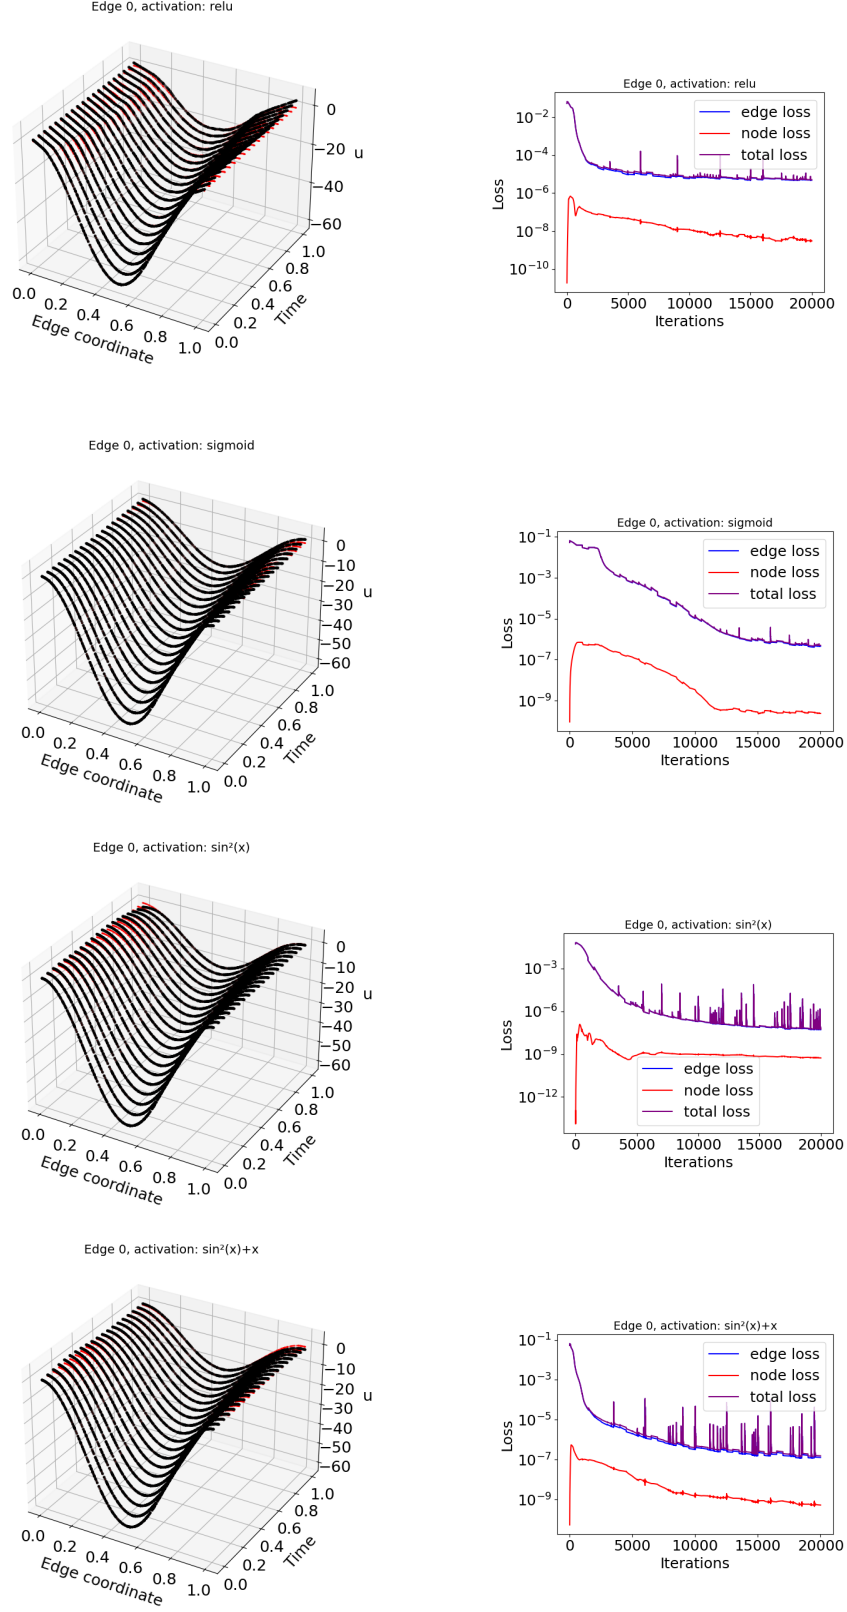 Edge 0, activation: relu
0
−20
−40
−60
u
0.0
0.2
0.4
0.6
0.8
1.0
Edge coordinate
0.0
0.2
0.4
0.6
0.8
1.0
Time
Edge 0, activation: relu
10⁻²
10⁻⁴
10⁻⁶
10⁻⁸
10⁻¹⁰
Loss
edge loss
node loss
total loss
0
5000
10000
15000
20000
Iterations
Edge 0, activation: sigmoid
0
−10
−20
−30
−40
−50
−60
u
0.0
0.2
0.4
0.6
0.8
1.0
Edge coordinate
0.0
0.2
0.4
0.6
0.8
1.0
Time
Edge 0, activation: sigmoid
10⁻¹
10⁻³
10⁻⁵
10⁻⁷
10⁻⁹
Loss
edge loss
node loss
total loss
0
5000
10000
15000
20000
Iterations
Edge 0, activation: sin²(x)
0
−10
−20
−30
−40
−50
−60
u
0.0
0.2
0.4
0.6
0.8
1.0
Edge coordinate
0.0
0.2
0.4
0.6
0.8
1.0
Time
Edge 0, activation: sin²(x)
10⁻³
10⁻⁶
10⁻⁹
10⁻¹²
Loss
edge loss
node loss
total loss
0
5000
10000
15000
20000
Iterations
Edge 0, activation: sin²(x)+x
0
−10
−20
−30
−40
−50
−60
u
0.0
0.2
0.4
0.6
0.8
1.0
Edge coordinate
0.0
0.2
0.4
0.6
0.8
1.0
Time
Edge 0, activation: sin²(x)+x
10⁻¹
10⁻³
10⁻⁵
10⁻⁷
10⁻⁹
Loss
edge loss
node loss
total loss
0
5000
10000
15000
20000
Iterations